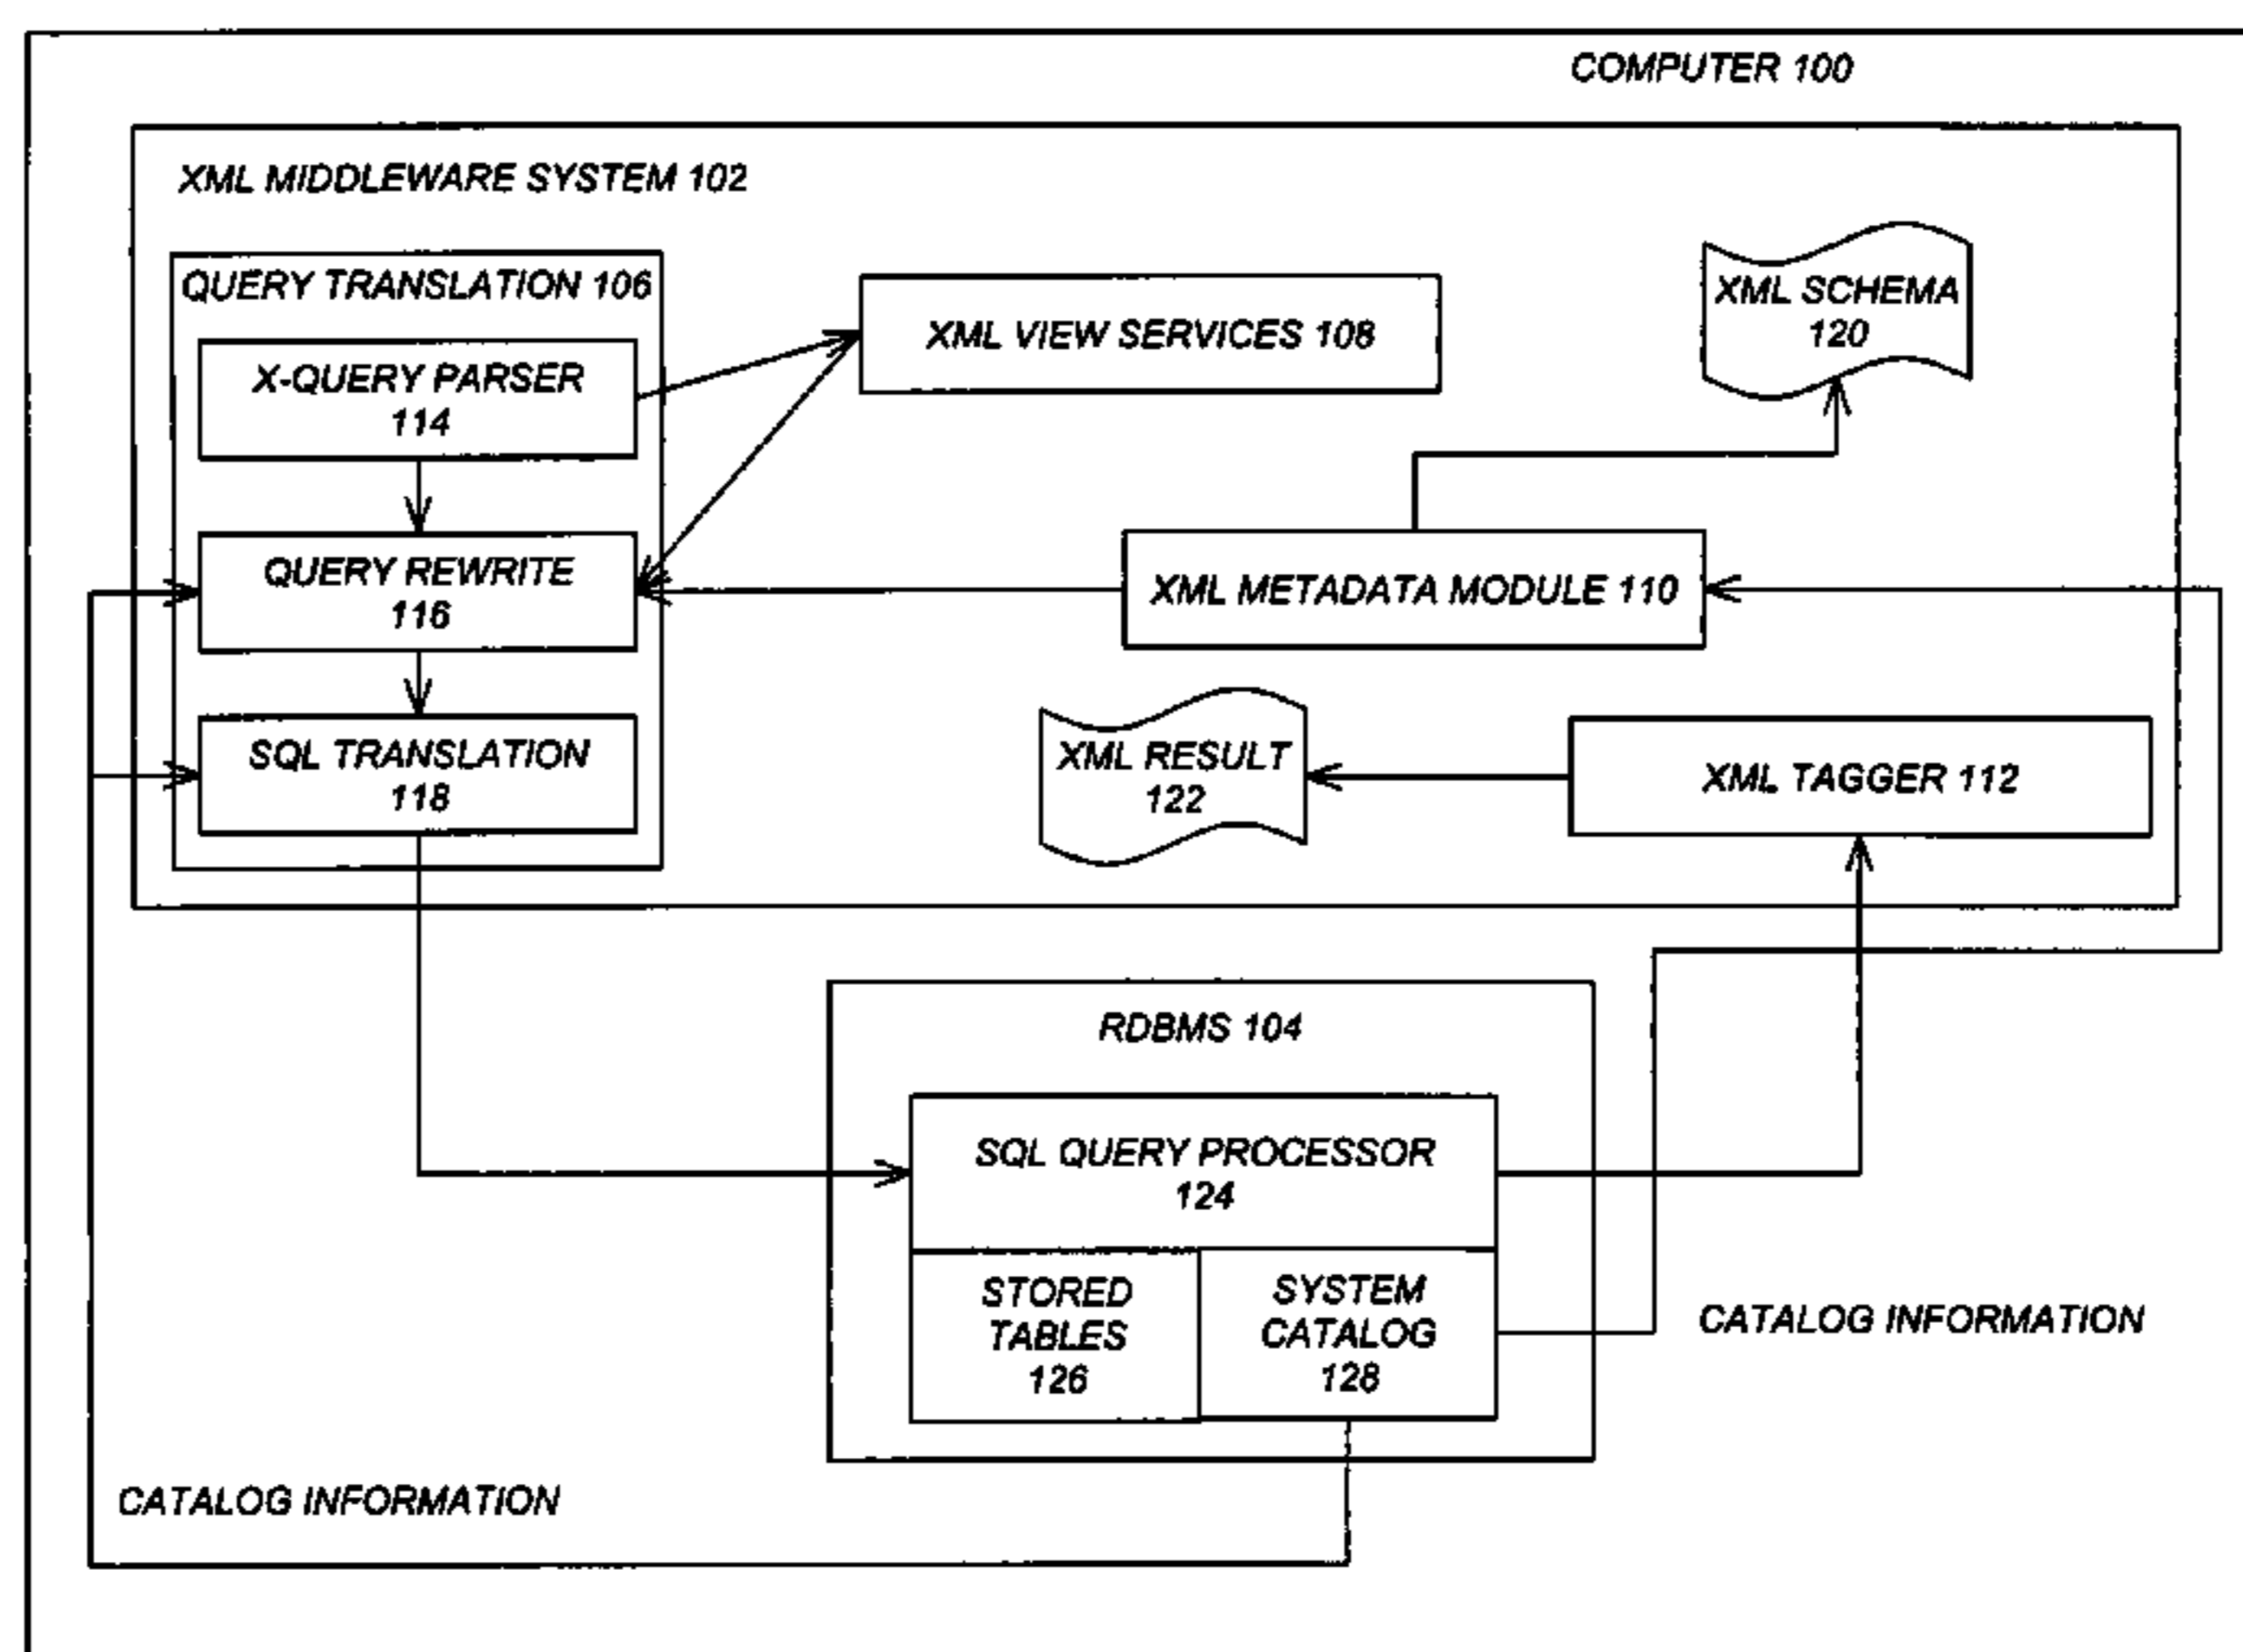 COMPUTER 100
XML MIDDLEWARE SYSTEM 102
QUERY TRANSLATION 106
X-QUERY PARSER
114
QUERY REWRITE
116
SQL TRANSLATION
118
XML VIEW SERVICES 108
XML SCHEMA
120
XML METADATA MODULE 110
XML RESULT
122
XML TAGGER 112
RDBMS 104
SQL QUERY PROCESSOR
124
STORED
TABLES
126
SYSTEM
CATALOG
128
CATALOG INFORMATION
CATALOG INFORMATION